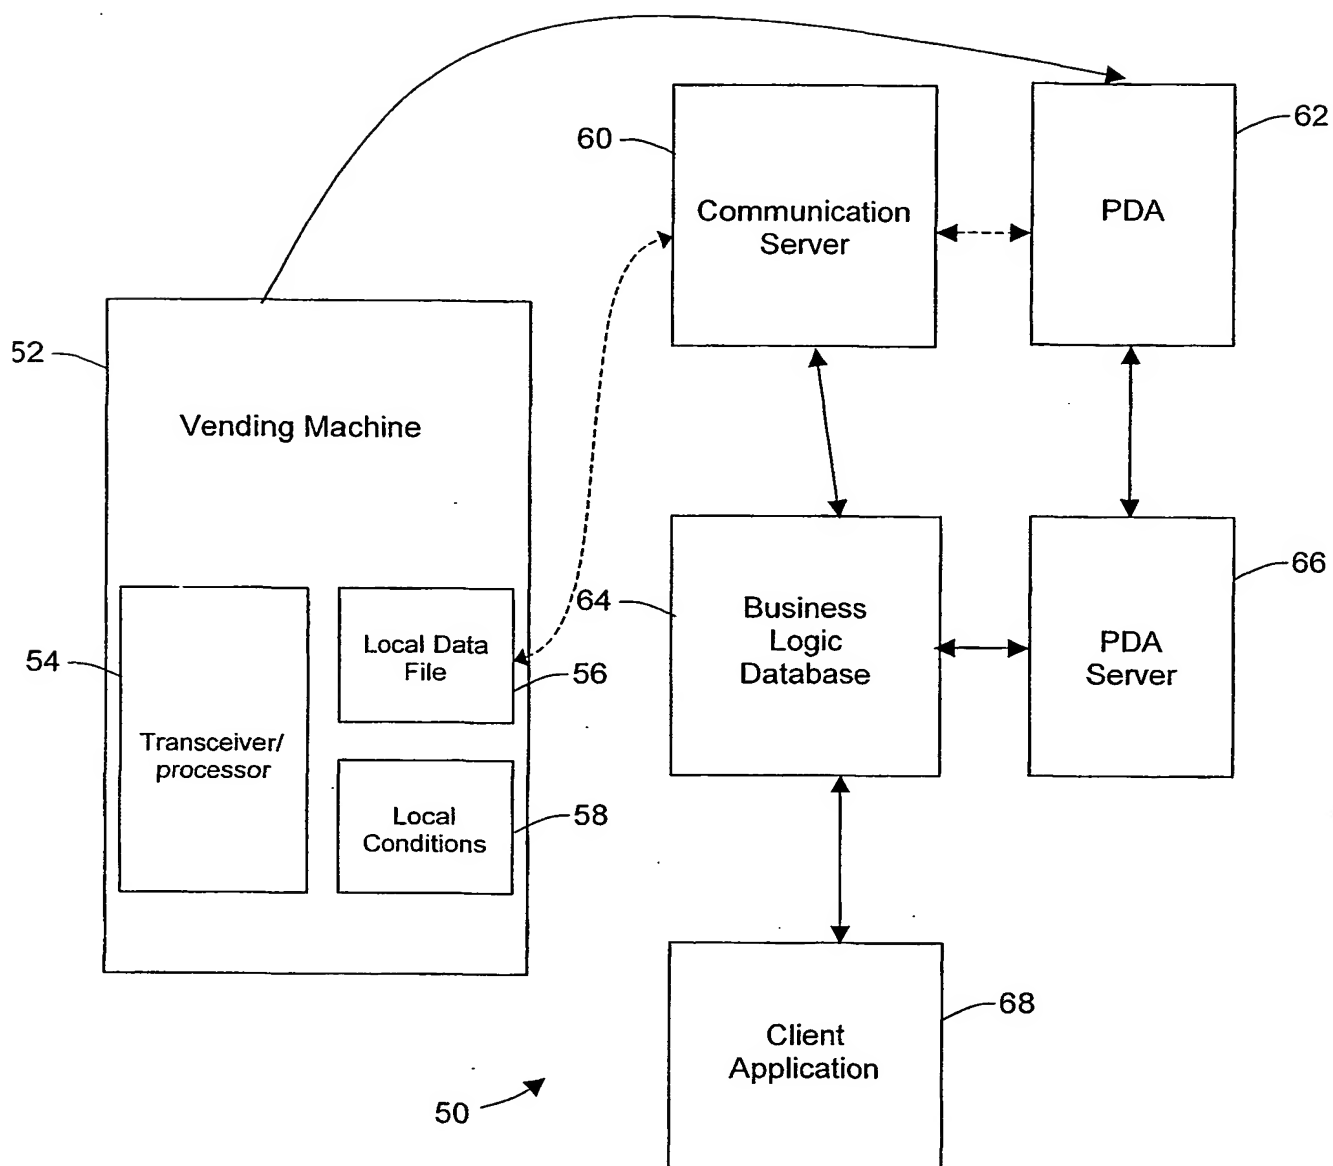 60
Communication
Server
PDA
62
52
Vending Machine
54
Transceiver/
processor
Local Data
File
56
Local
Conditions
58
64
Business
Logic
Database
PDA
Server
66
Client
Application
68
50